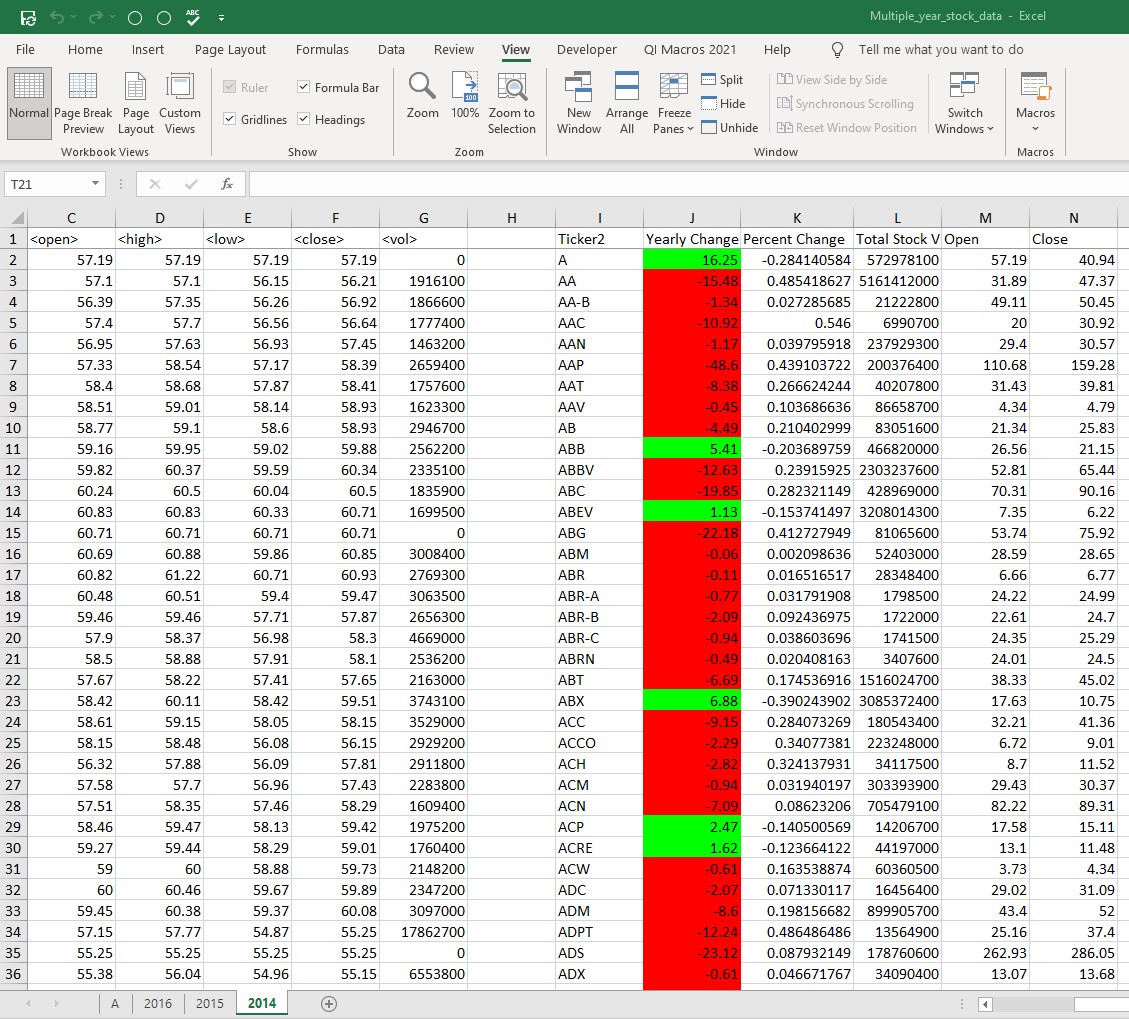 Multiple_year_stock_data - Excel
ABC
File Home Insert Page Layout Formulas Data Review View Developer QI Macros 2021 Help Tell me what you want to do
Normal
Page Break Preview
Page Layout
Custom Views
Workbook Views
Ruler
Formula Bar
Gridlines
Headings
Show
Zoom
100
100%
Zoom to Selection
Zoom
New Window
Arrange All
Freeze Panes
Split
Hide
Unhide
View Side by Side
Synchronous Scrolling
Reset Window Position
Window
Switch Windows
Macros
Macros
T21 fx
C D E F G H I J K L M N
1 <open> <high> <low> <close> <vol> Ticker2 Yearly Change Percent Change Total Stock V Open Close
2 57.19 57.19 57.19 57.19 0 A 16.25 -0.284140584 572978100 57.19 40.94
3 57.1 57.1 56.15 56.21 1916100 AA -15.48 0.485418627 5161412000 31.89 47.37
4 56.39 57.35 56.26 56.92 1866600 AA-B -1.34 0.027285685 21222800 49.11 50.45
5 57.4 57.7 56.56 56.64 1777400 AAC -10.92 0.546 6990700 20 30.92
6 56.95 57.63 56.93 57.45 1463200 AAN -1.17 0.039795918 237929300 29.4 30.57
7 57.33 58.54 57.17 58.39 2659400 AAP -48.6 0.439103722 200376400 110.68 159.28
8 58.4 58.68 57.87 58.41 1757600 AAT -8.38 0.266624244 40207800 31.43 39.81
9 58.51 59.01 58.14 58.93 1623300 AAV -0.45 0.103686636 86658700 4.34 4.79
10 58.77 59.1 58.6 58.93 2946700 AB -4.49 0.210402999 83051600 21.34 25.83
11 59.16 59.95 59.02 59.88 2562200 ABB 5.41 -0.203689759 466820000 26.56 21.15
12 59.82 60.37 59.59 60.34 2335100 ABBV -12.63 0.23915925 2303237600 52.81 65.44
13 60.24 60.5 60.04 60.5 1835900 ABC -19.85 0.282321149 428969000 70.31 90.16
14 60.83 60.83 60.33 60.71 1699500 ABEV 1.13 -0.153741497 3208014300 7.35 6.22
15 60.71 60.71 60.71 60.71 0 ABG -22.18 0.412727949 81065600 53.74 75.92
16 60.69 60.88 59.86 60.85 3008400 ABM -0.06 0.002098636 52403000 28.59 28.65
17 60.82 61.22 60.71 60.93 2769300 ABR -0.11 0.016516517 28348400 6.66 6.77
18 60.48 60.51 59.4 59.47 3063500 ABR-A -0.77 0.031791908 1798500 24.22 24.99
19 59.46 59.46 57.71 57.87 2656300 ABR-B -2.09 0.092436975 1722000 22.61 24.7
20 57.9 58.37 56.98 58.3 4669000 ABR-C -0.94 0.038603696 1741500 24.35 25.29
21 58.5 58.88 57.91 58.1 2536200 ABRN -0.49 0.020408163 3407600 24.01 24.5
22 57.67 58.22 57.41 57.65 2163000 ABT -6.69 0.174536916 1516024700 38.33 45.02
23 58.42 60.11 58.42 59.51 3743100 ABX 6.88 -0.390243902 3085372400 17.63 10.75
24 58.61 59.15 58.05 58.15 3529000 ACC -9.15 0.284073269 180543400 32.21 41.36
25 58.15 58.48 56.08 56.15 2929200 ACCO -2.29 0.34077381 223248000 6.72 9.01
26 56.32 57.88 56.09 57.81 2911800 ACH -2.82 0.324137931 34117500 8.7 11.52
27 57.58 57.7 56.96 57.43 2283800 ACM -0.94 0.031940197 303393900 29.43 30.37
28 57.51 58.35 57.46 58.29 1609400 ACN -7.09 0.08623206 705479100 82.22 89.31
29 58.46 59.47 58.13 59.42 1975200 ACP 2.47 -0.140500569 14206700 17.58 15.11
30 59.27 59.44 58.29 59.01 1760400 ACRE 1.62 -0.123664122 44197000 13.1 11.48
31 59 60 58.88 59.73 2148200 ACW -0.61 0.163538874 60360500 3.73 4.34
32 60 60.46 59.67 59.89 2347200 ADC -2.07 0.071330117 16456400 29.02 31.09
33 59.45 60.38 59.37 60.08 3097000 ADM -8.6 0.198156682 899905700 43.4 52
34 57.15 57.77 54.87 55.25 17862700 ADPT -12.24 0.486486486 13564900 25.16 37.4
35 55.25 55.25 55.25 55.25 0 ADS -23.12 0.087932149 178760600 262.93 286.05
36 55.38 56.04 54.96 55.15 6553800 ADX -0.61 0.046671767 34090400 13.07 13.68
A 2016 2015 2014